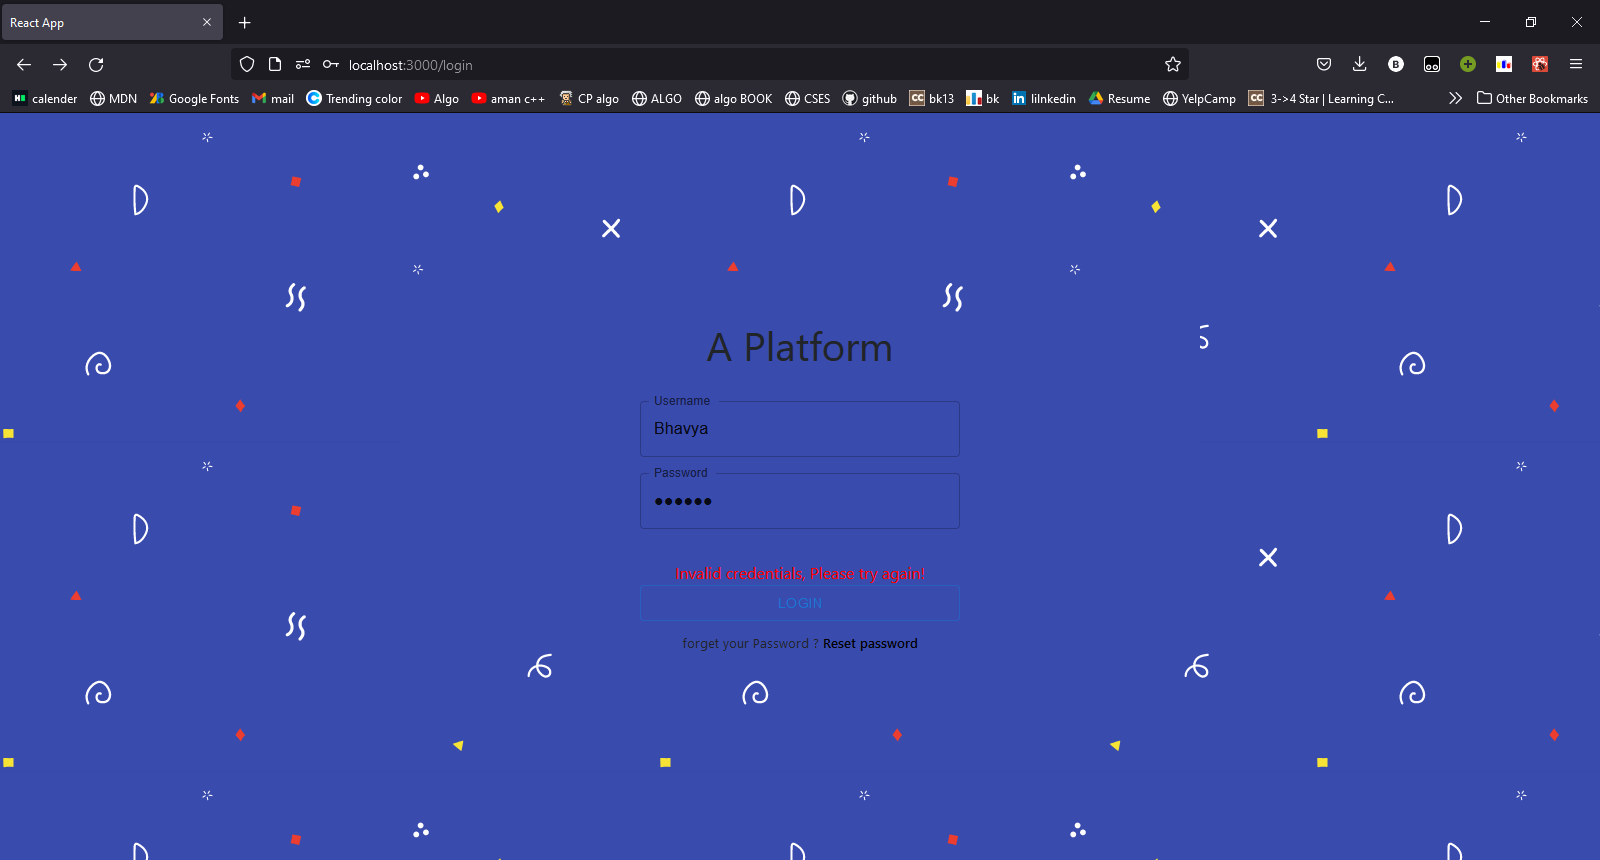 React App
localhost:3000/login
calender MDN Google Fonts mail Trending color Algo aman c++ CP algo ALGO algo BOOK CSES github bk13 bk lilnkedin Resume YelpCamp 3->4 Star | Learning C... Other Bookmarks
A Platform
Username
Bhavya
Password
Invalid credentials, Please try again!
LOGIN
forget your Password ? Reset password